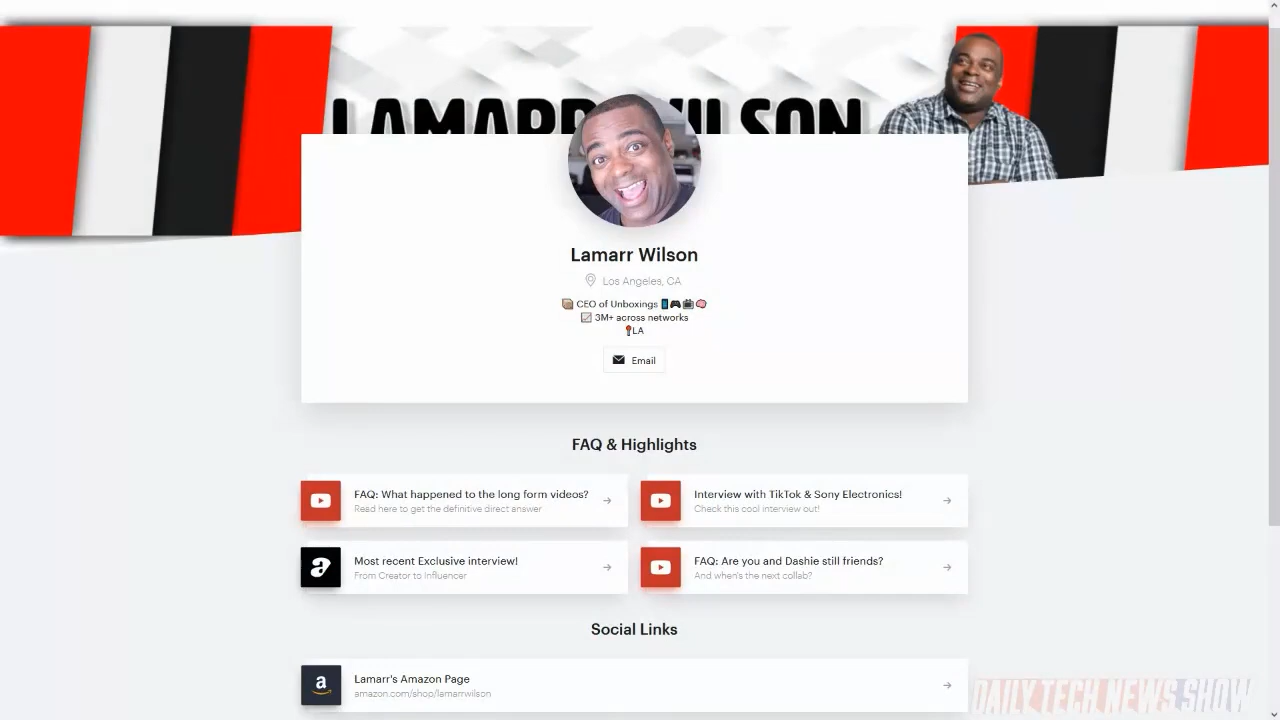 LAMARR WILSON
Lamarr Wilson
Los Angeles, CA
CEO of Unboxings
3M+ across networks
LA
Email
FAQ & Highlights
FAQ: What happened to the long form videos?
Read here to get the definitive direct answer
Interview with TikTok & Sony Electronics!
Check this cool interview out!
Most recent Exclusive interview!
From Creator to Influencer
FAQ: Are you and Dashie still friends?
And when's the next collab?
Social Links
Lamarr's Amazon Page
amazon.com/shop/lamarrwilson
DAILY TECH NEWS SHOW